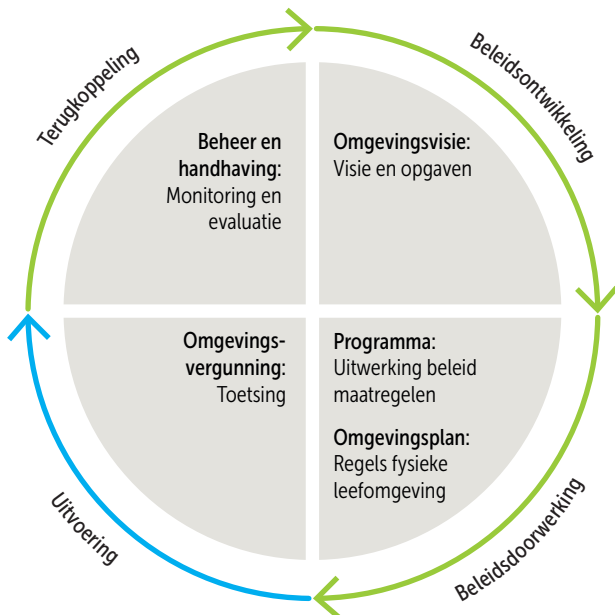 Terugkoppeling
Beleidsontwikkeling
Beheer en
handhaving:
Monitoring en
evaluatie
Omgevingsvisie:
Visie en opgaven
Omgevings-
vergunning:
Toetsing
Programma:
Uitwerking beleid
maatregelen
Omgevingsplan:
Regels fysieke
leefomgeving
Uitvoering
Beleidsdoorwerking